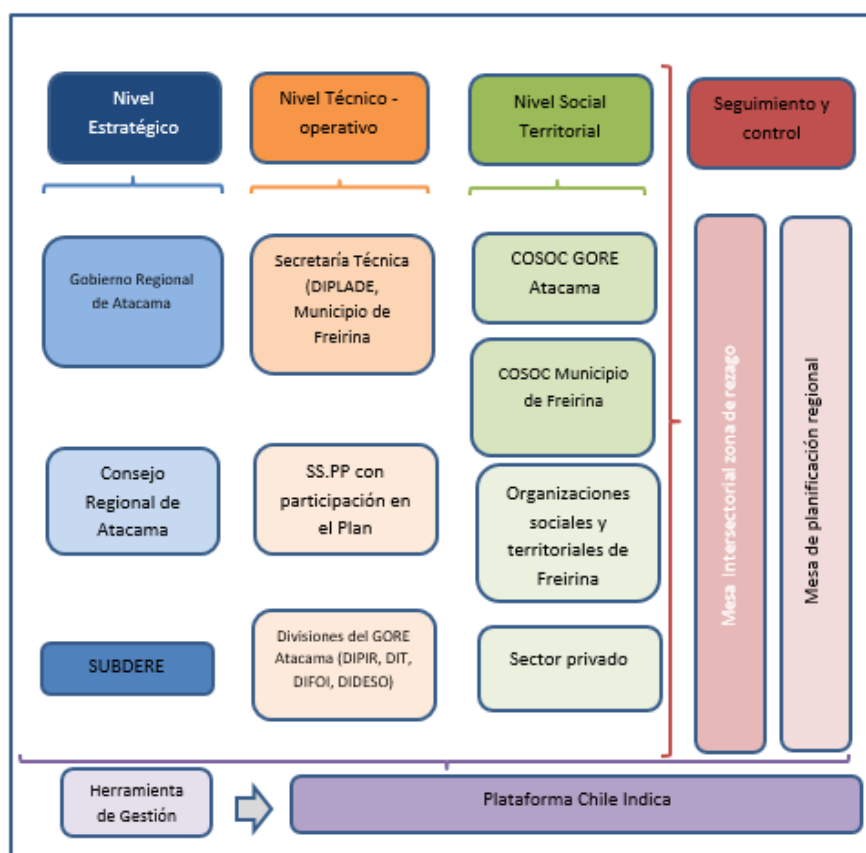 Nivel
Estratégico
Nivel Técnico -
operativo
Nivel Social
Territorial
Seguimiento y
control
Gobierno Regional
de Atacama
Secretaría Técnica
(DIPLADE,
Municipio de
Freirina
COSOC GORE
Atacama
COSOC Municipio
de Freirina
Consejo
Regional de
Atacama
SS.PP con
participación en
el Plan
Organizaciones
sociales y
territoriales de
Freirina
SUBDERE
Divisiones del GORE
Atacama (DIPIR, DIT,
DIFOI, DIDESO)
Sector privado
Mesa Intersectorial zona de rezago
Mesa de planificación regional
Herramienta
de Gestión
Plataforma Chile Indica